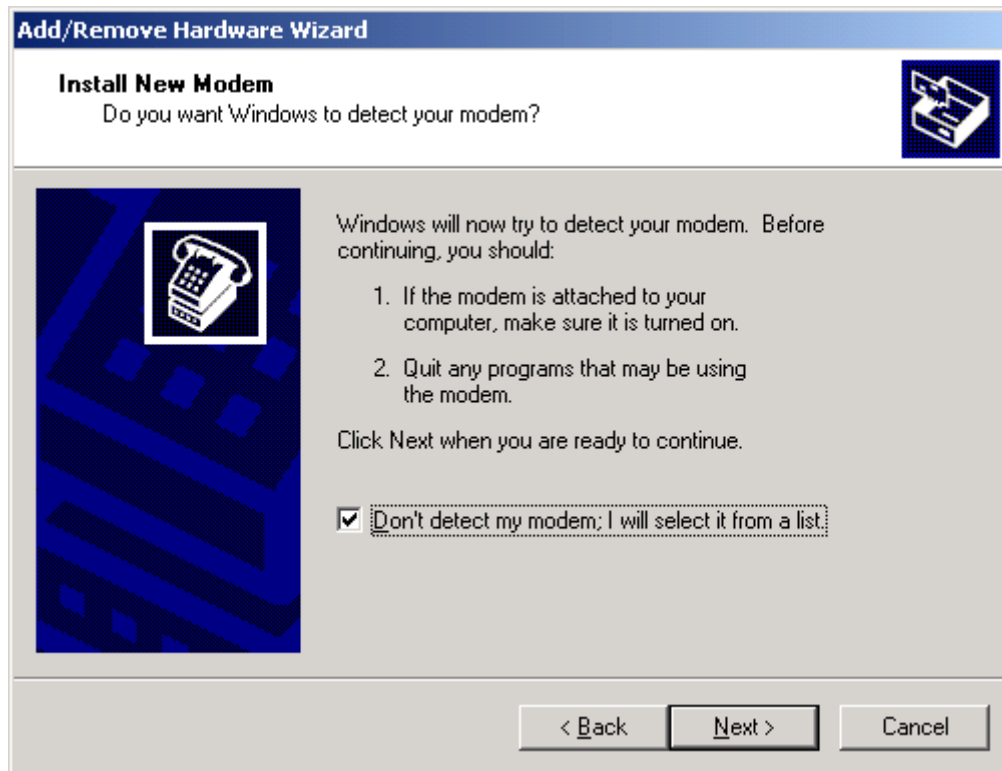 Add/Remove Hardware Wizard
Install New Modem
Do you want Windows to detect your modem?
Windows will now try to detect your modem.  Before
continuing, you should:
1. If the modem is attached to your
computer, make sure it is turned on.
2. Quit any programs that may be using
the modem.
Click Next when you are ready to continue.
Don't detect my modem; I will select it from a list.
< Back
Next >
Cancel